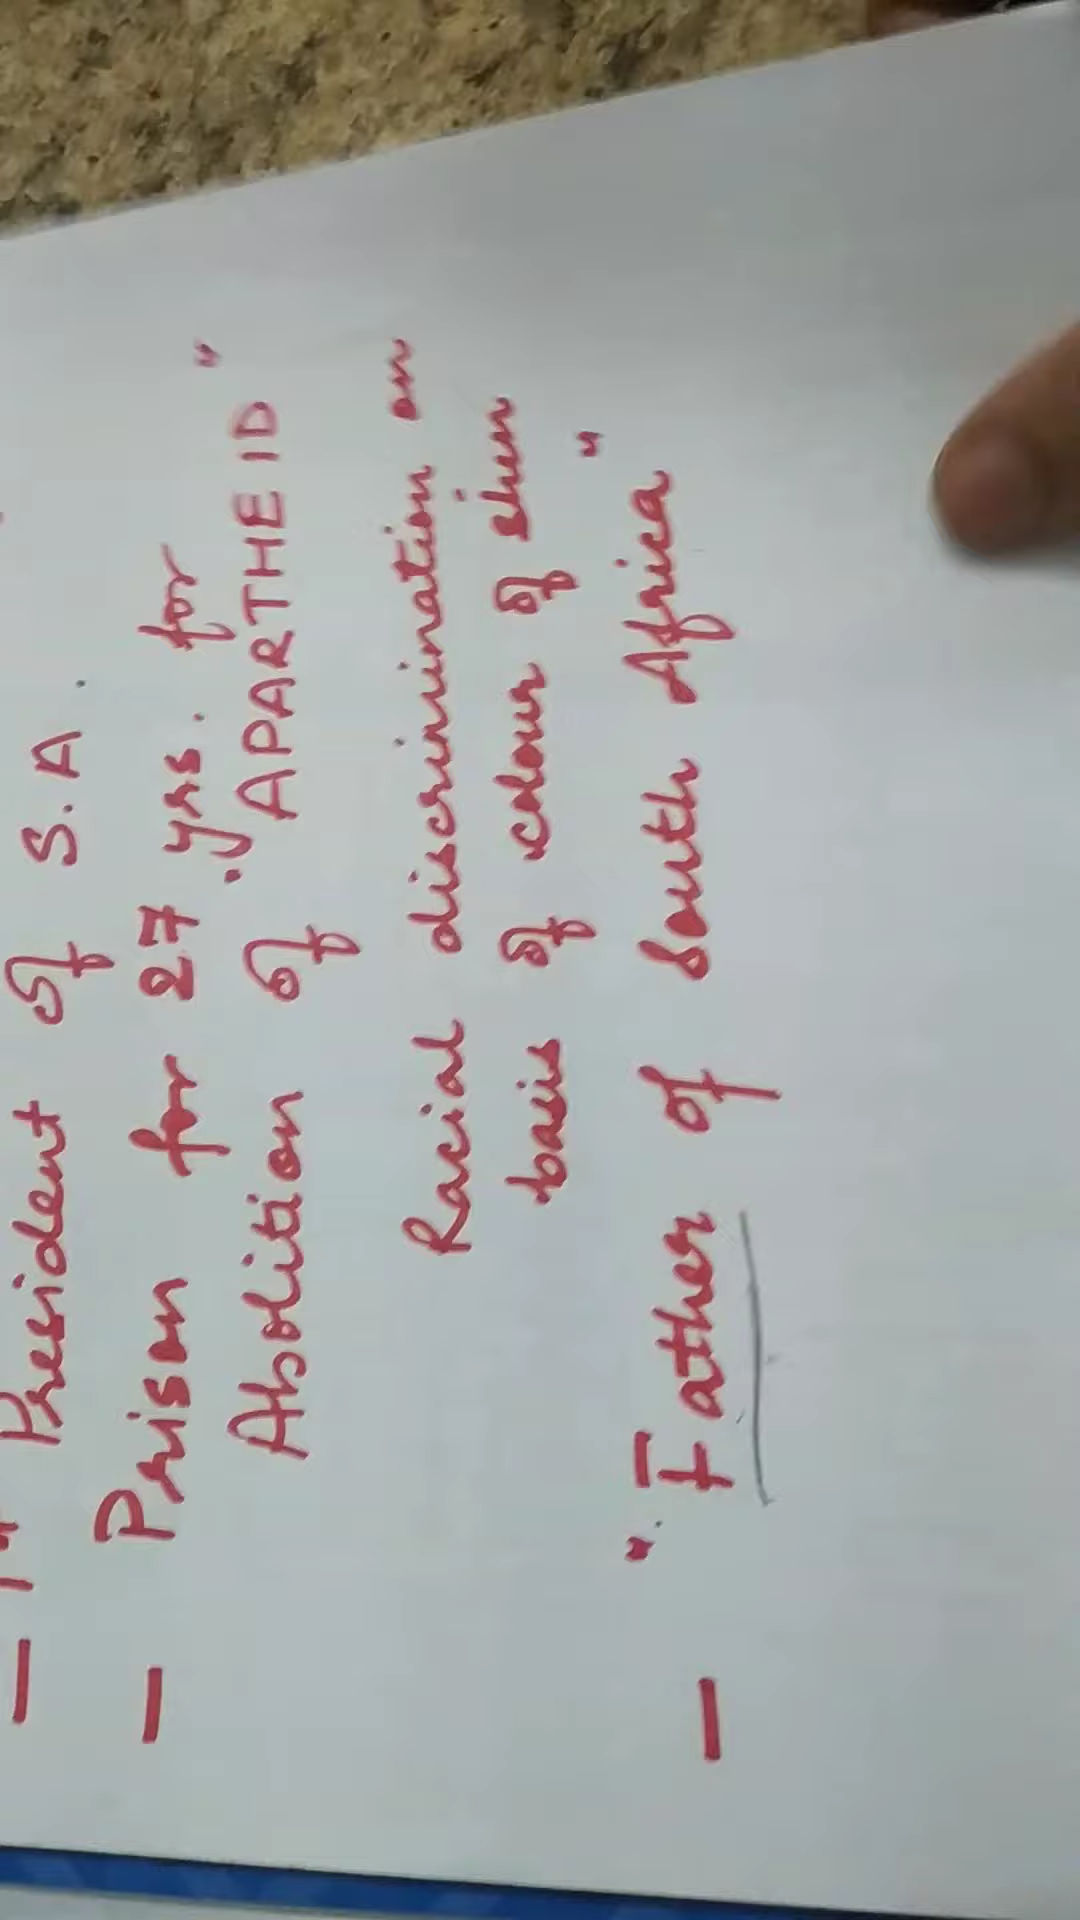 — President of S.A.
— Prison for 27 yrs. for
Abolition of "APARTHEID"
Racial discrimination on
basis of colour of skin
— "Father of South Africa"